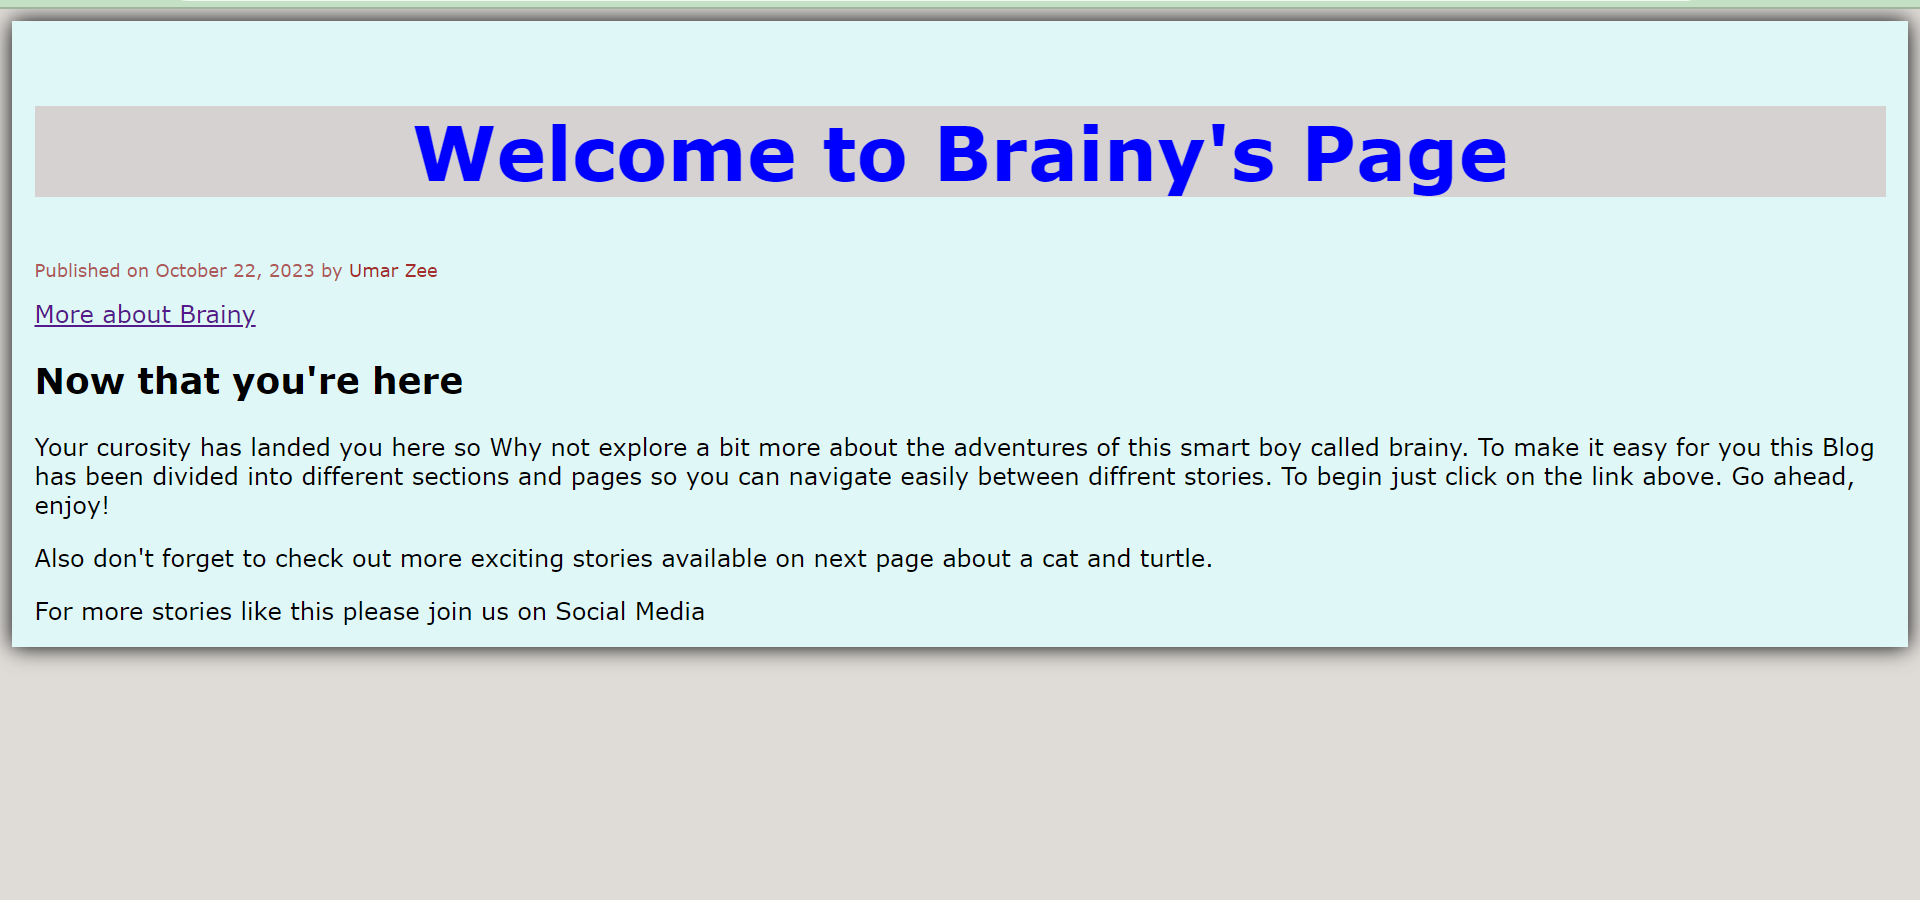 Welcome to Brainy's Page
Published on October 22, 2023 by Umar Zee
More about Brainy
Now that you're here
Your curosity has landed you here so Why not explore a bit more about the adventures of this smart boy called brainy. To make it easy for you this Blog
has been divided into different sections and pages so you can navigate easily between diffrent stories. To begin just click on the link above. Go ahead,
enjoy!
Also don't forget to check out more exciting stories available on next page about a cat and turtle.
For more stories like this please join us on Social Media